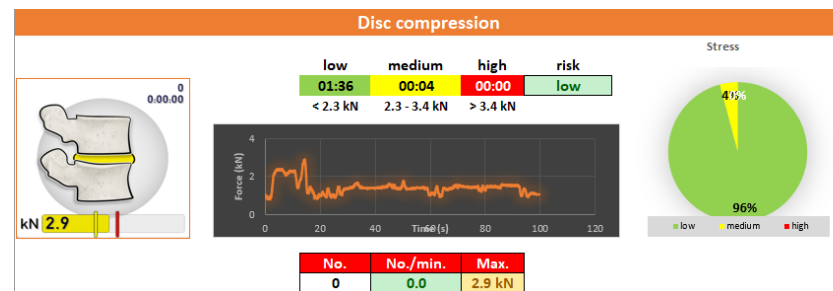 Disc compression
Stress
low medium high risk
01:36 00:04 00:00 low
< 2.3 kN 2.3 - 3.4 kN > 3.4 kN
0
0:00:00
kN 2.9
4
2
0
Force (kN)
0 20 40 60 80 100 120
Time (s)
4% 0%
96%
low medium high
No. No./min. Max.
0 0.0 2.9 kN